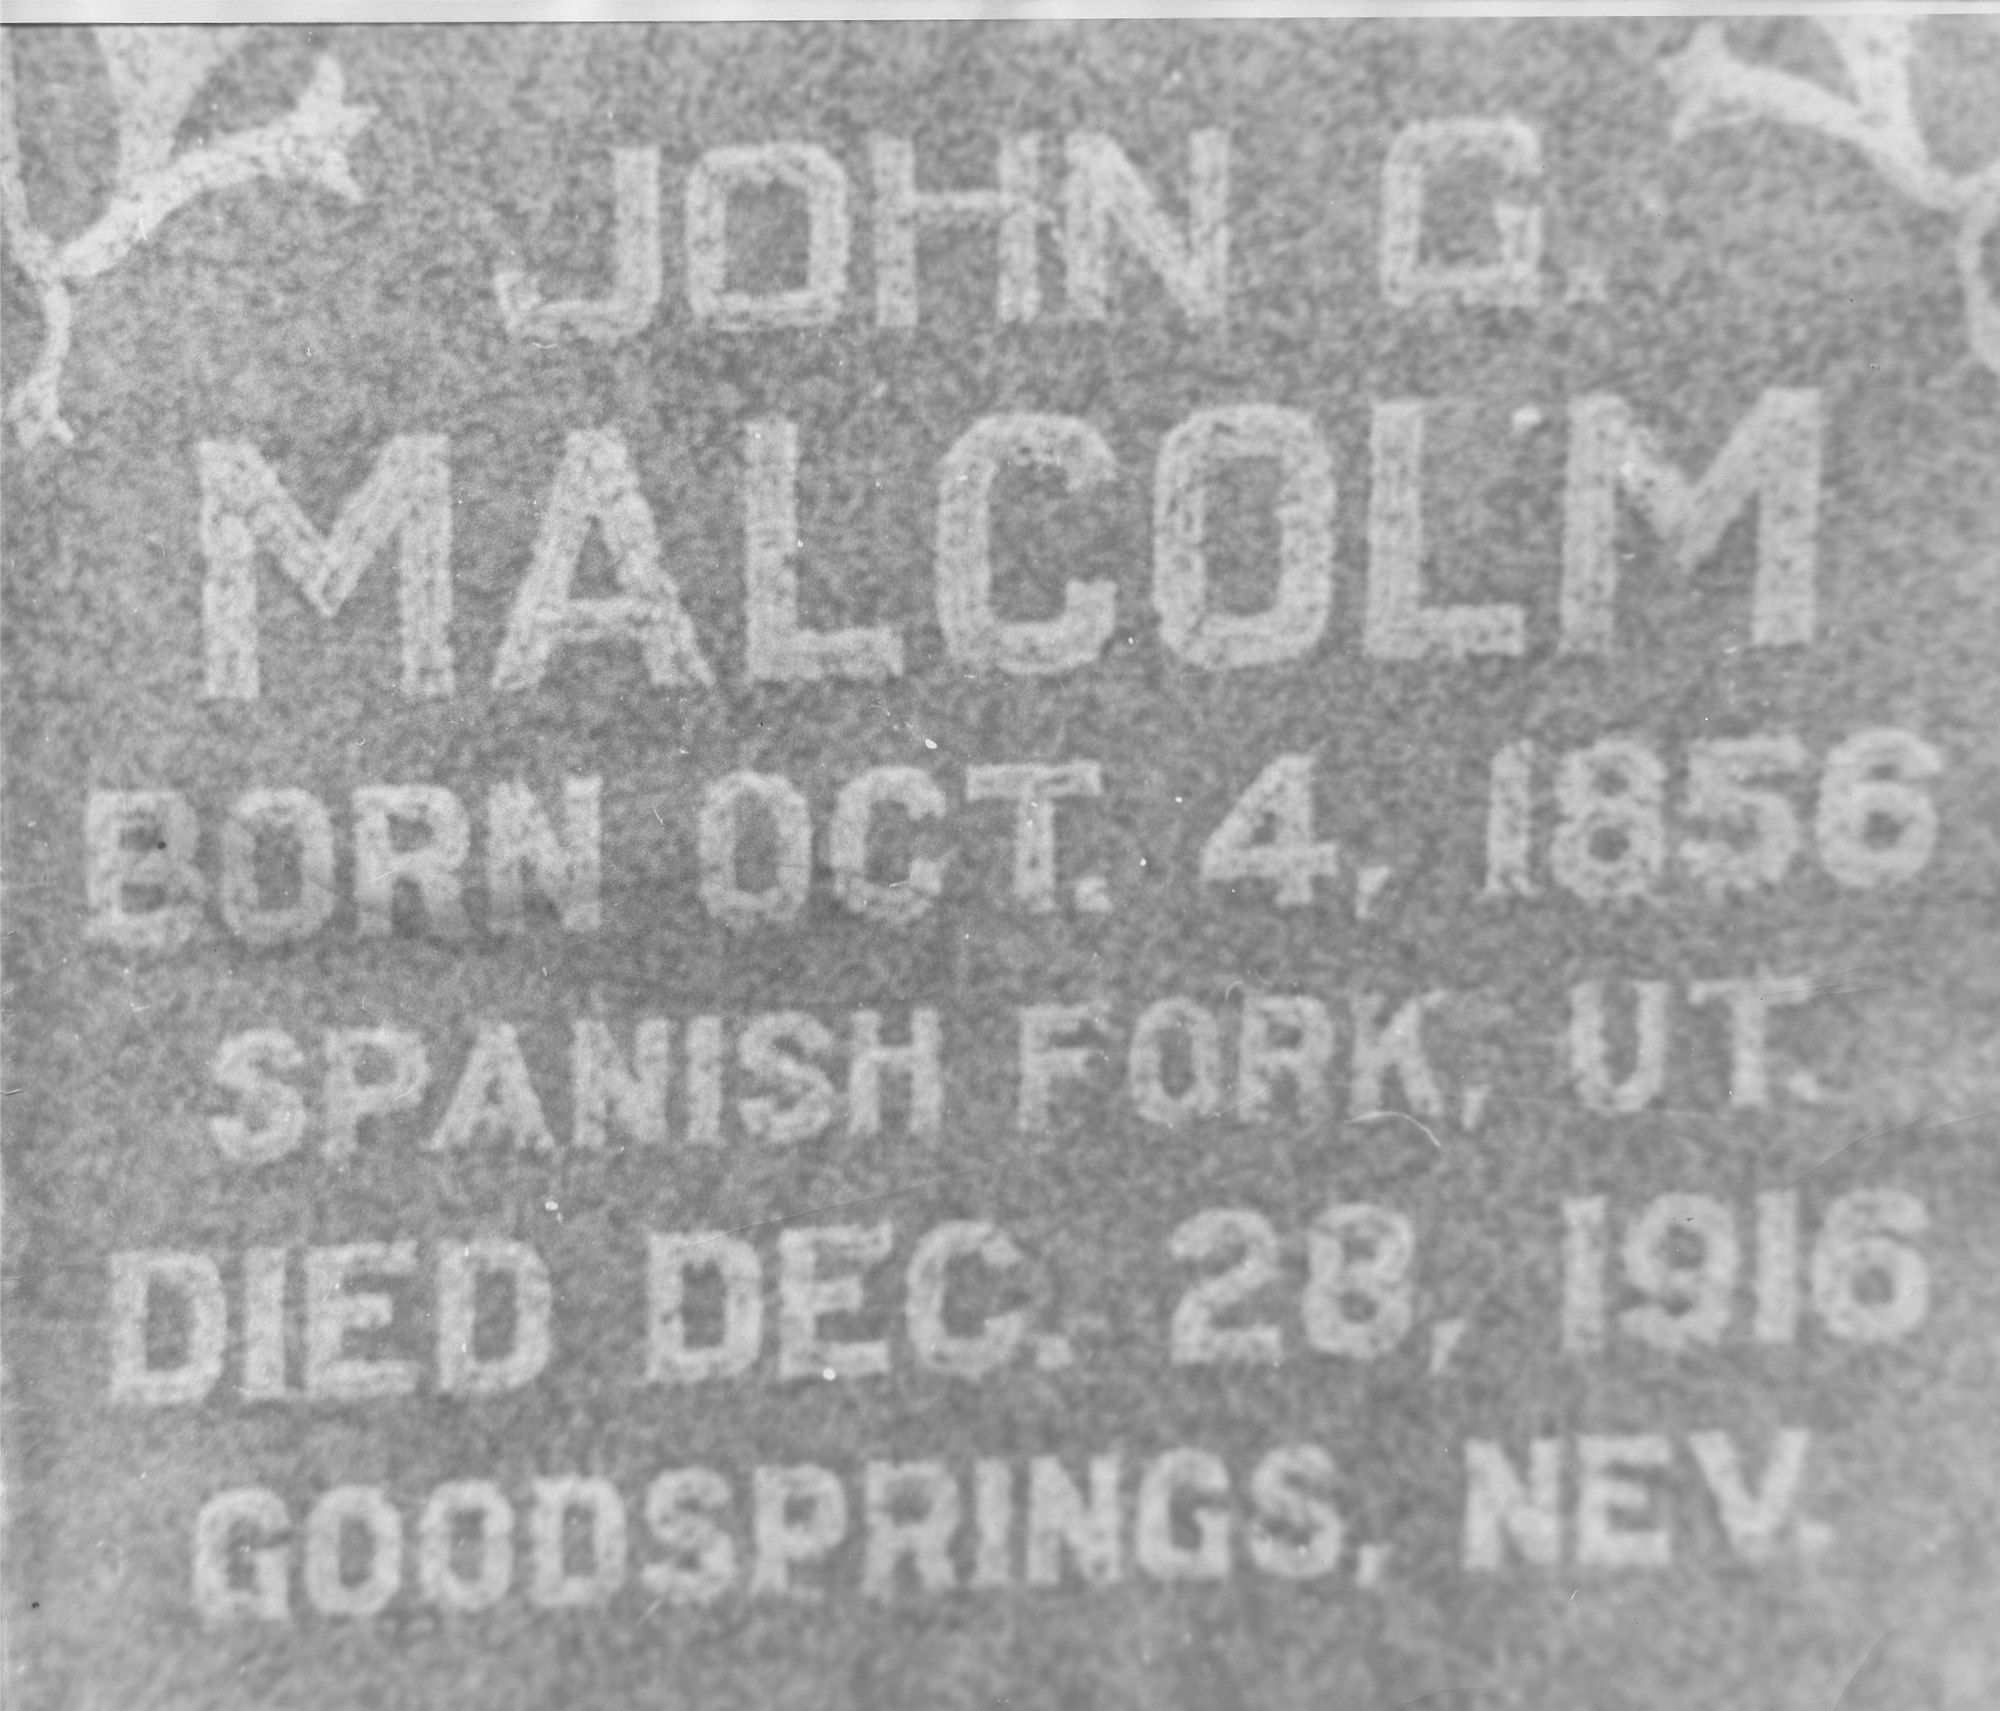 JOHN G.
MALCOLM
BORN OCT. 4, 1856
SPANISH FORK, UT.
DIED DEC. 28, 1916
GOODSPRINGS, NEV.